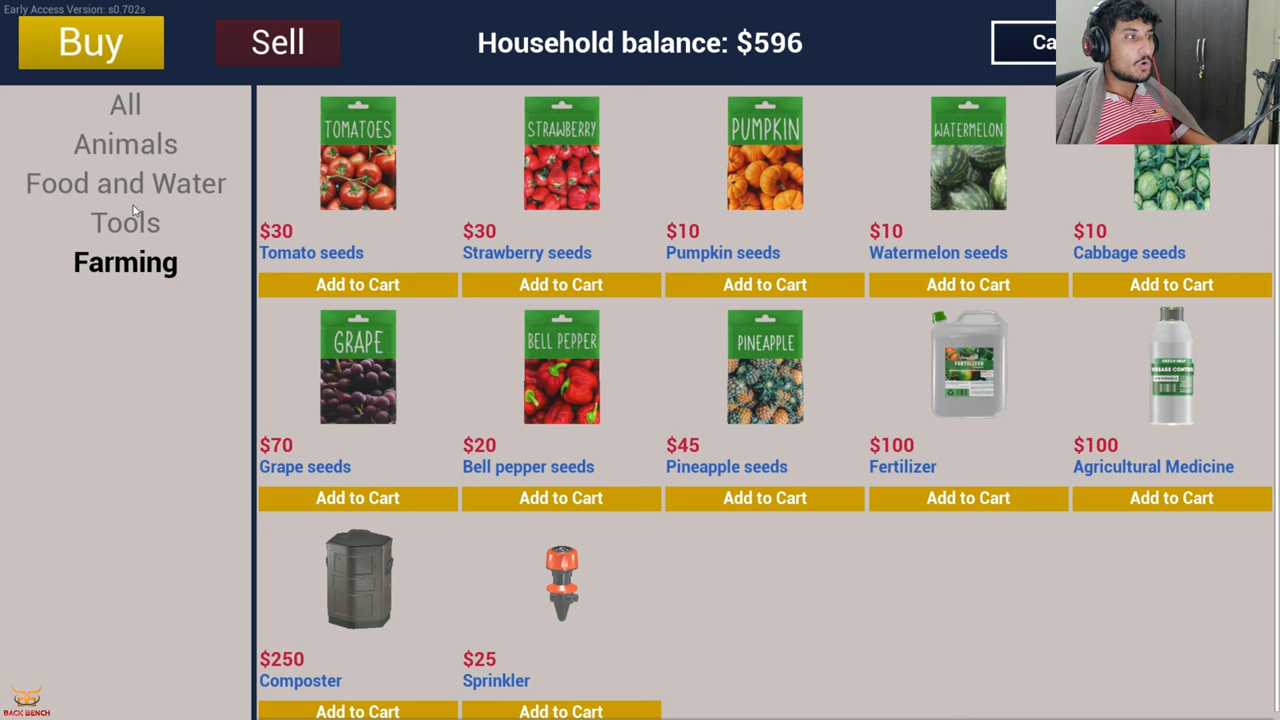 Early Access Version: s0.702s
Buy
Sell
Household balance: $596
Ca
All
Animals
Food and Water
Tools
Farming
TOMATOES
STRAWBERRY
PUMPKIN
WATERMELON
$30
$30
$10
$10
$10
Tomato seeds
Strawberry seeds
Pumpkin seeds
Watermelon seeds
Cabbage seeds
Add to Cart
Add to Cart
Add to Cart
Add to Cart
Add to Cart
GRAPE
BELL PEPPER
PINEAPPLE
FERTILIZER
GREEN HELP
DISEASE CONTROL
$70
$20
$45
$100
$100
Grape seeds
Bell pepper seeds
Pineapple seeds
Fertilizer
Agricultural Medicine
Add to Cart
Add to Cart
Add to Cart
Add to Cart
Add to Cart
$250
$25
Composter
Sprinkler
Add to Cart
Add to Cart
BACK BENCH